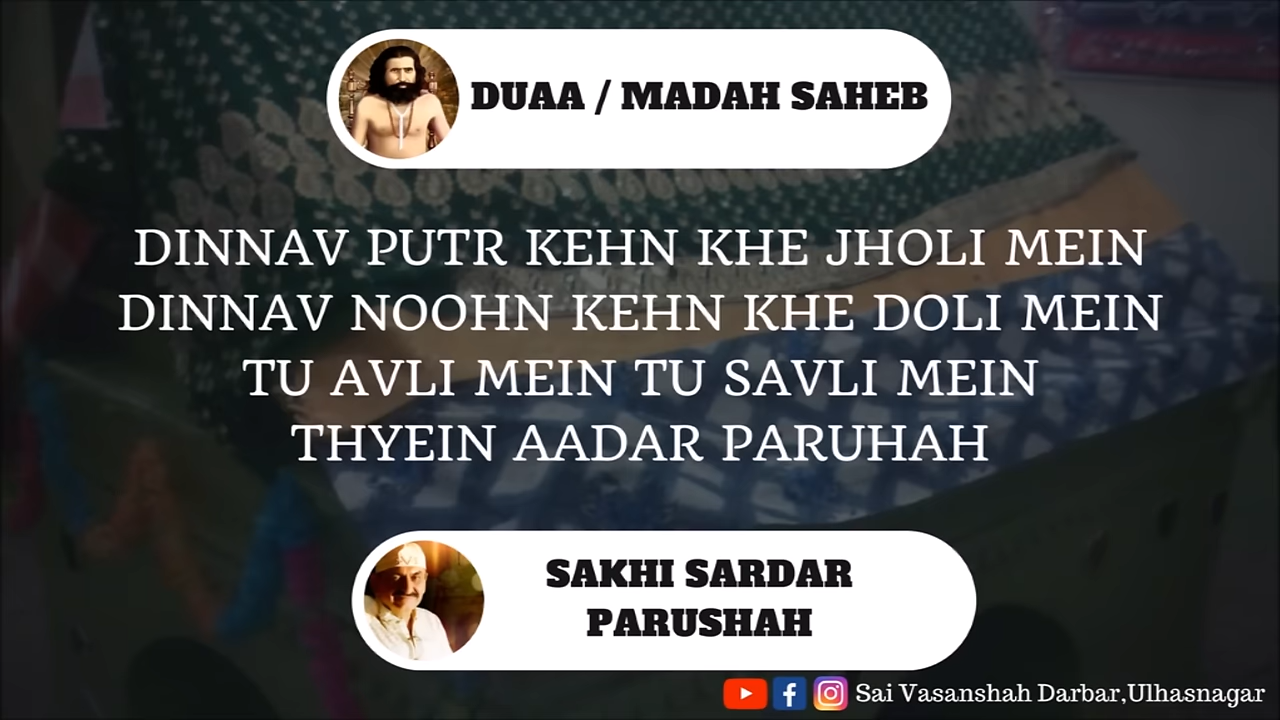 DUAA / MADAH SAHEB
DINNAV PUTR KEHN KHE JHOLI MEIN
DINNAV NOOHN KEHN KHE DOLI MEIN
TU AVLI MEIN TU SAVLI MEIN
THYEIN AADAR PARUHAH
SAKHI SARDAR
PARUSHAH
Sai Vasanshah Darbar,Ulhasnagar